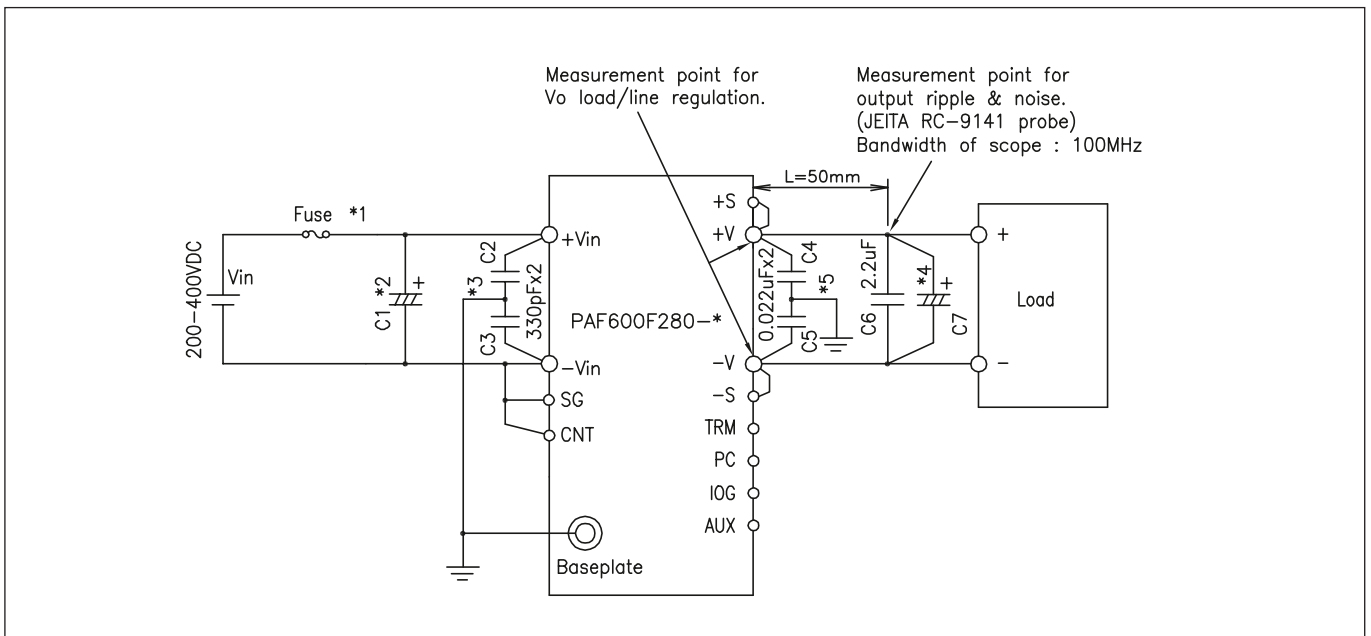 Measurement point for
Vo load/line regulation.
Measurement point for
output ripple & noise.
(JEITA RC-9141 probe)
Bandwidth of scope : 100MHz
L=50mm
Fuse *1
200-400VDC
Vin
C1
*2
+
+Vin
C2
*3
330pFx2
C3
-Vin
SG
CNT
PAF600F280-*
Baseplate
+S
+V
0.022uFx2
C4
*5
C5
-V
-S
TRM
PC
IOG
AUX
2.2uF
C6
*4
+
C7
+
Load
-